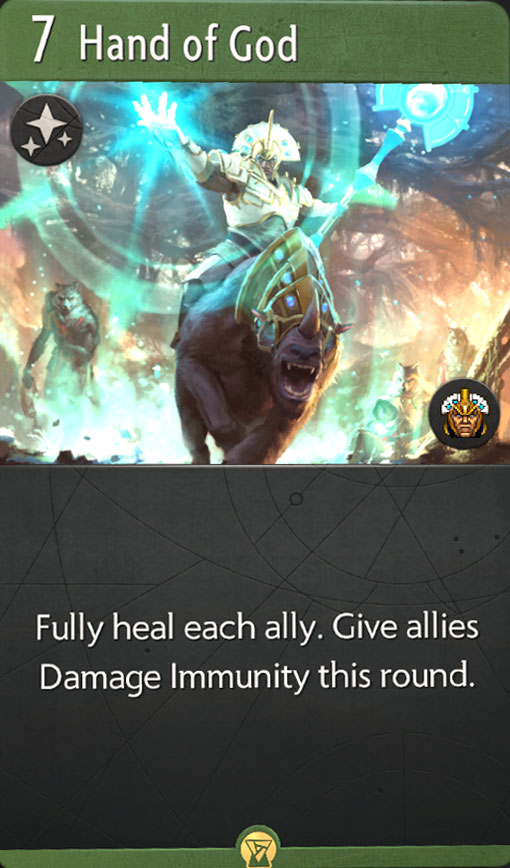 7 Hand of God
Fully heal each ally. Give allies
Damage Immunity this round.